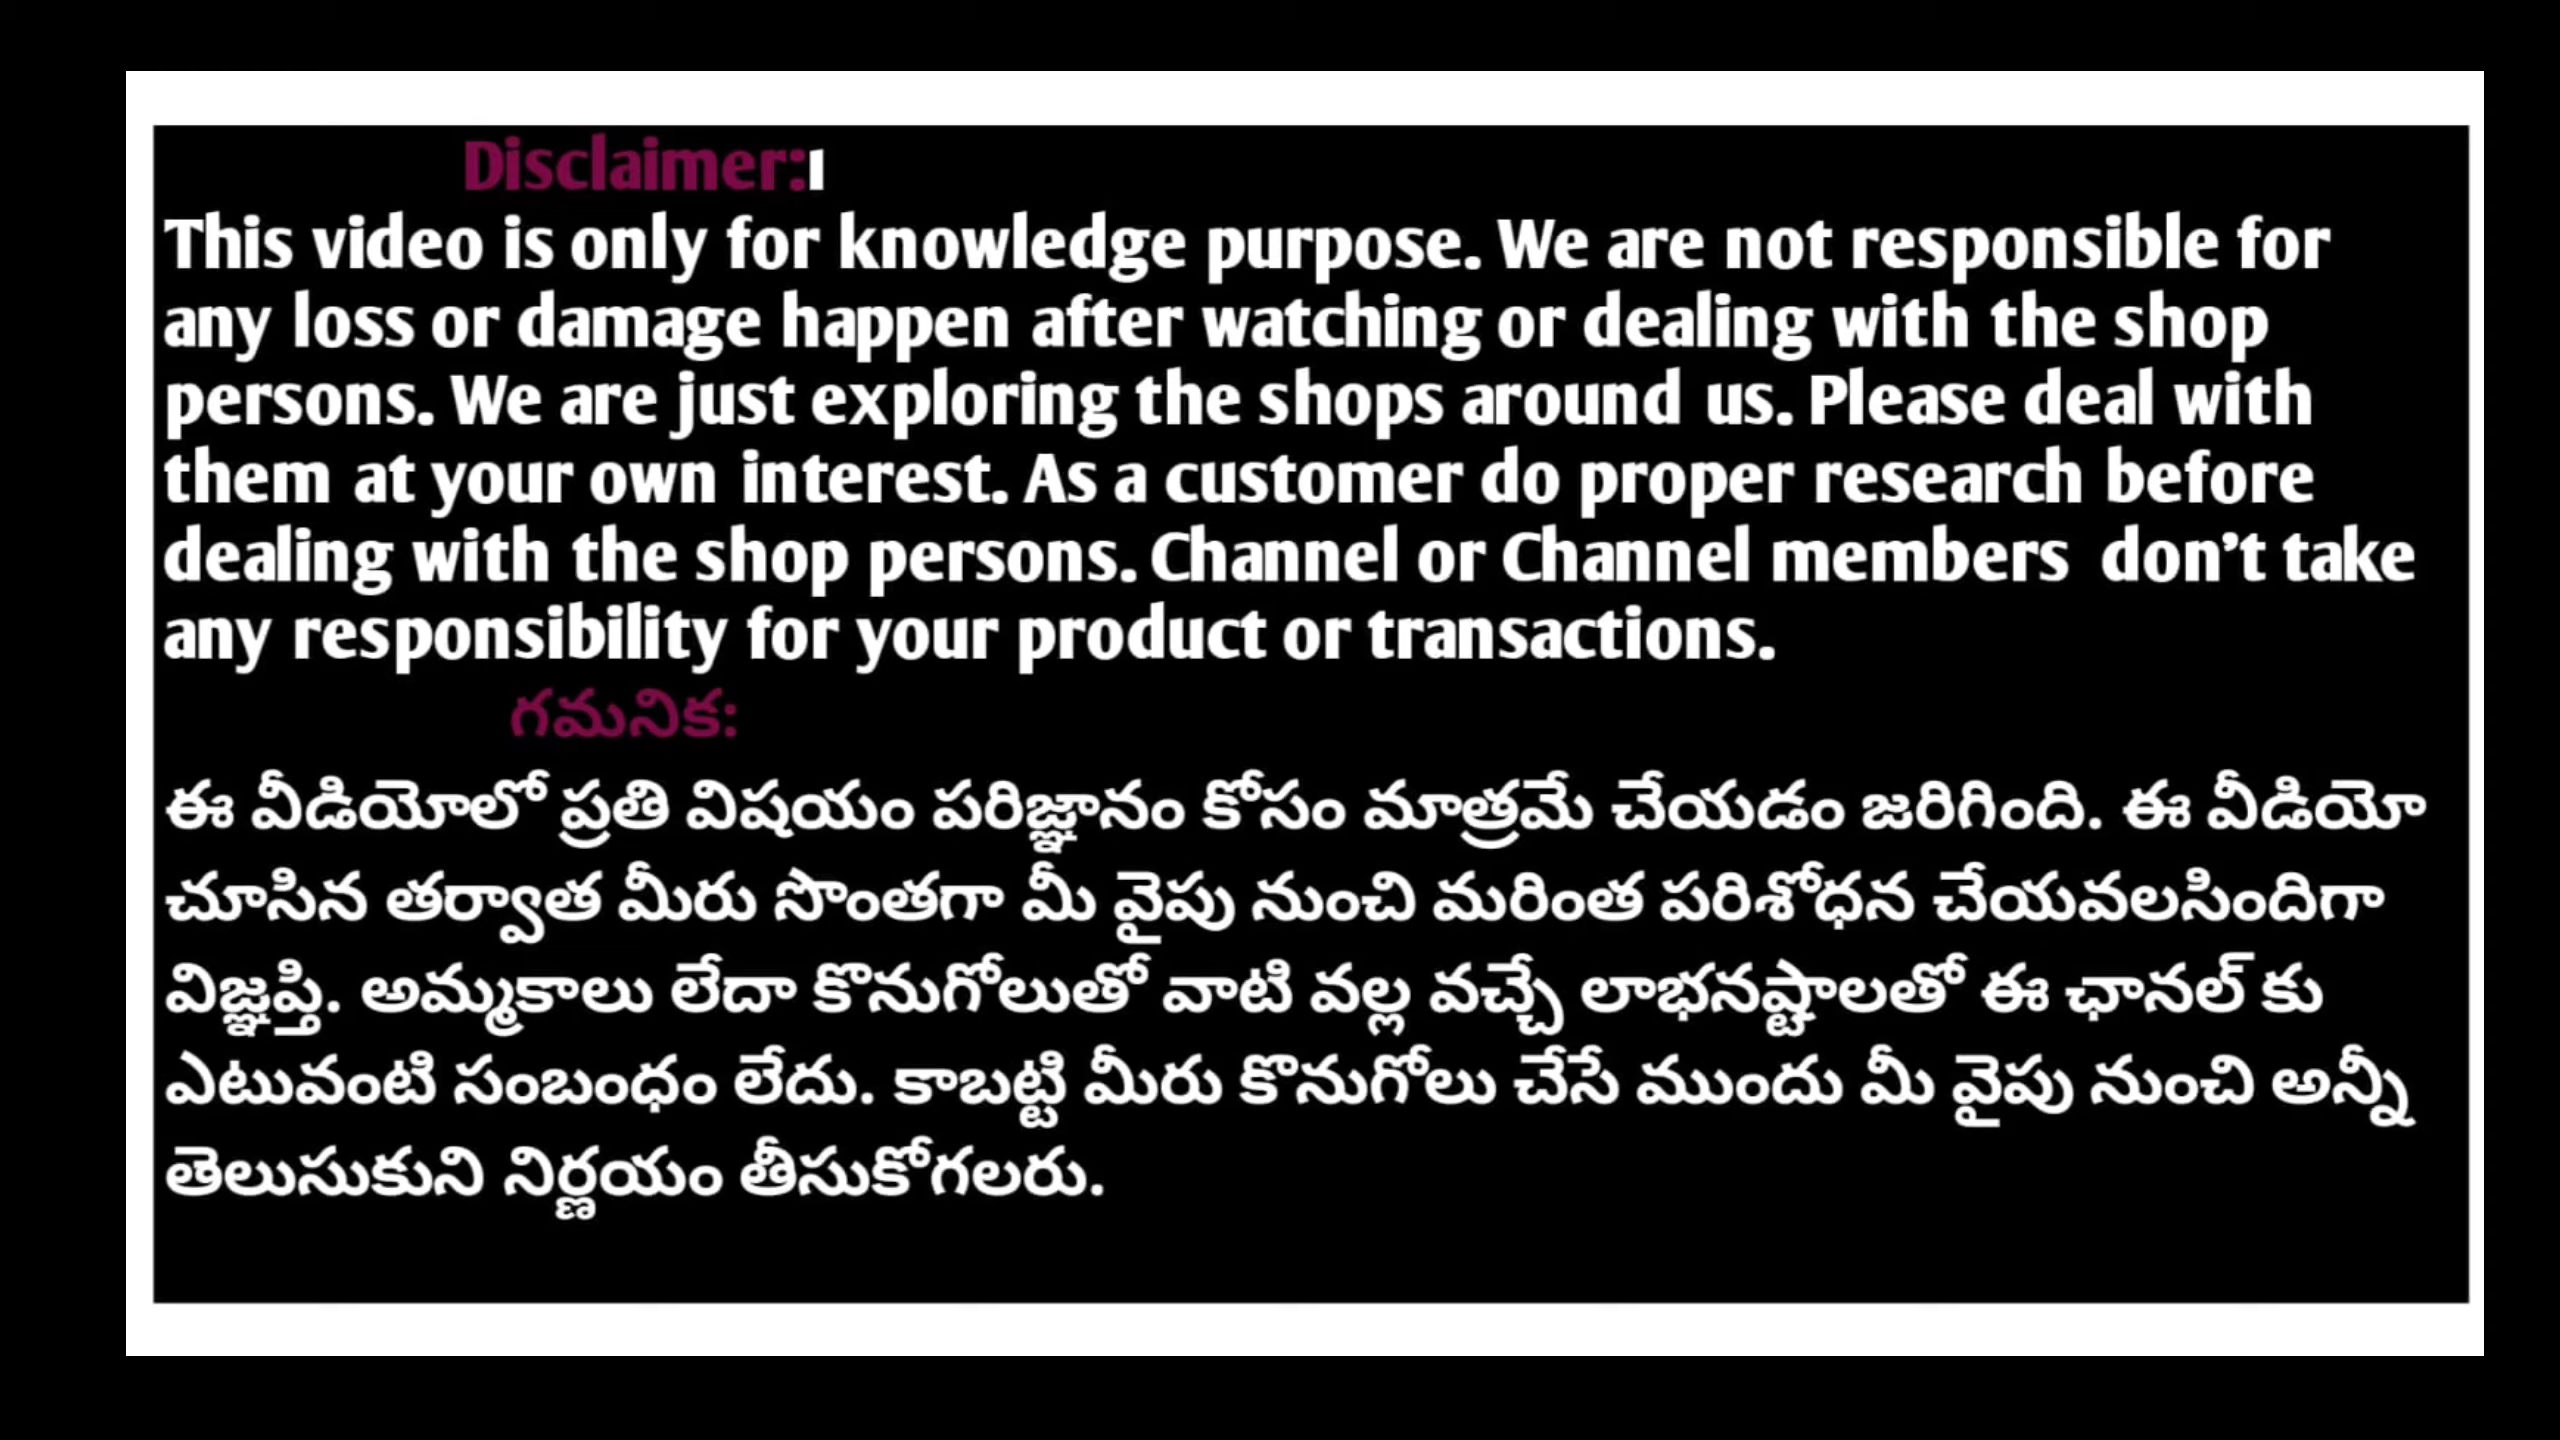 Disclaimer:
This video is only for knowledge purpose. We are not responsible for
any loss or damage happen after watching or dealing with the shop
persons. We are just exploring the shops around us. Please deal with
them at your own interest. As a customer do proper research before
dealing with the shop persons. Channel or Channel members don't take
any responsibility for your product or transactions.
గమనిక:
ఈ వీడియోలో ప్రతి విషయం పరిజ్ఞానం కోసం మాత్రమే చేయడం జరిగింది. ఈ వీడియో
చూసిన తర్వాత మీరు సొంతగా మీ వైపు నుంచి మరింత పరిశోధన చేయవలసిందిగా
విజ్ఞప్తి. అమ్మకాలు లేదా కొనుగోలుతో వాటి వల్ల వచ్చే లాభనష్టాలతో ఈ ఛానల్ కు
ఎటువంటి సంబంధం లేదు. కాబట్టి మీరు కొనుగోలు చేసే ముందు మీ వైపు నుంచి అన్నీ
తెలుసుకుని నిర్ణయం తీసుకోగలరు.